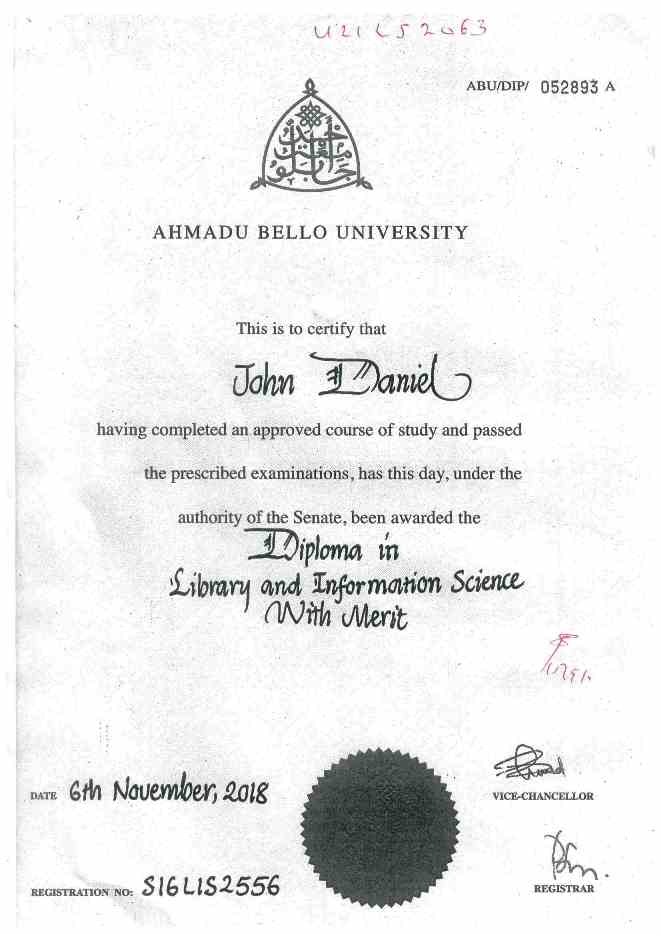 U21LS2063
ABU/DIP/ 052893 A
AHMADU BELLO UNIVERSITY
This is to certify that
John Daniel
having completed an approved course of study and passed
the prescribed examinations, has this day, under the
authority of the Senate, been awarded the
Diploma in
Library and Information Science
With Merit
DATE 6th November, 2018
VICE-CHANCELLOR
REGISTRATION NO: S16LIS2556
REGISTRAR